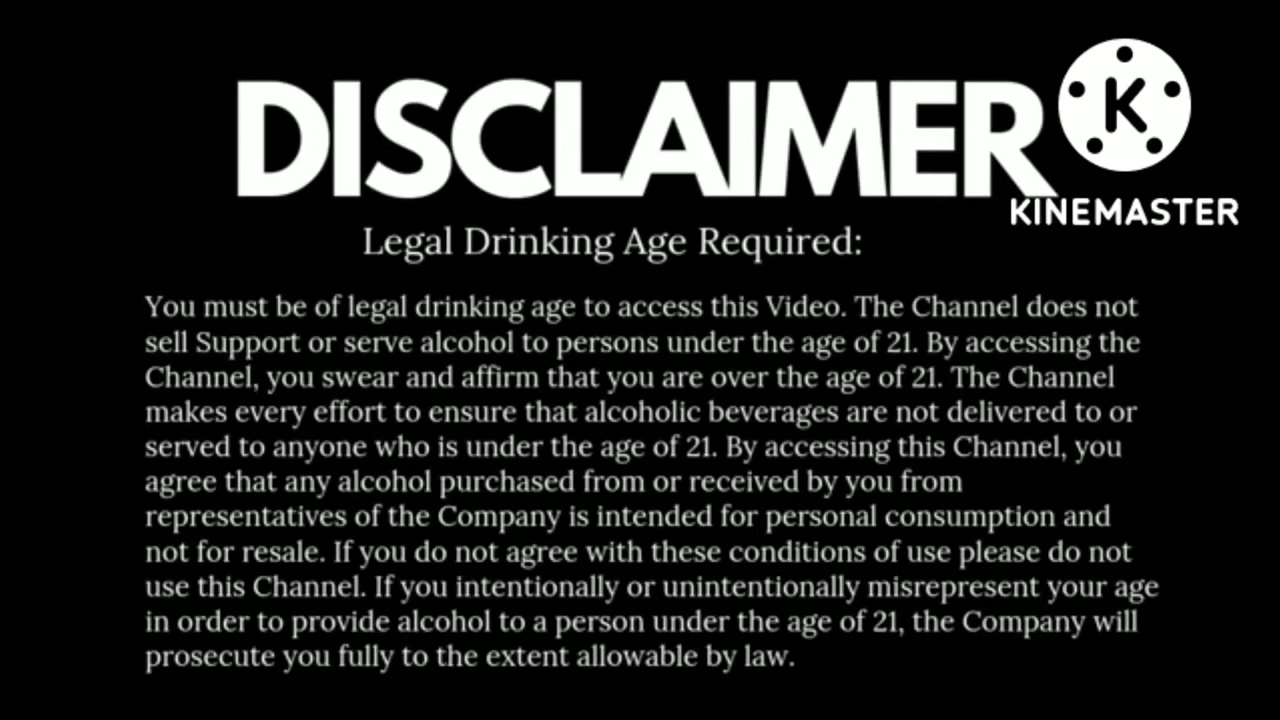 DISCLAIMER
K
KINEMASTER
Legal Drinking Age Required:
You must be of legal drinking age to access this Video. The Channel does not
sell Support or serve alcohol to persons under the age of 21. By accessing the
Channel, you swear and affirm that you are over the age of 21. The Channel
makes every effort to ensure that alcoholic beverages are not delivered to or
served to anyone who is under the age of 21. By accessing this Channel, you
agree that any alcohol purchased from or received by you from
representatives of the Company is intended for personal consumption and
not for resale. If you do not agree with these conditions of use please do not
use this Channel. If you intentionally or unintentionally misrepresent your age
in order to provide alcohol to a person under the age of 21, the Company will
prosecute you fully to the extent allowable by law.